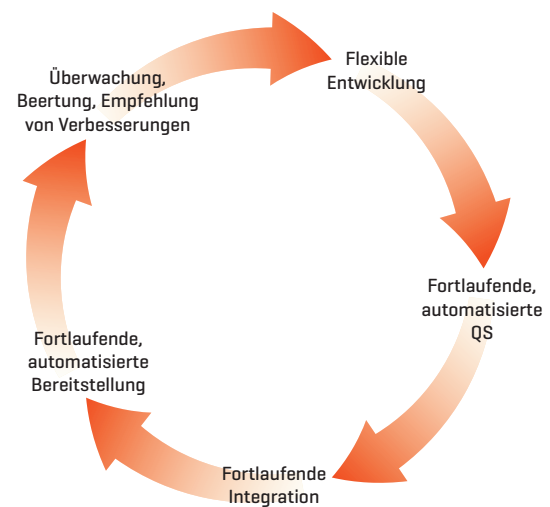 Flexible
Entwicklung
Fortlaufende,
automatisierte
QS
Fortlaufende
Integration
Fortlaufende,
automatisierte
Bereitstellung
Überwachung,
Beertung, Empfehlung
von Verbesserungen